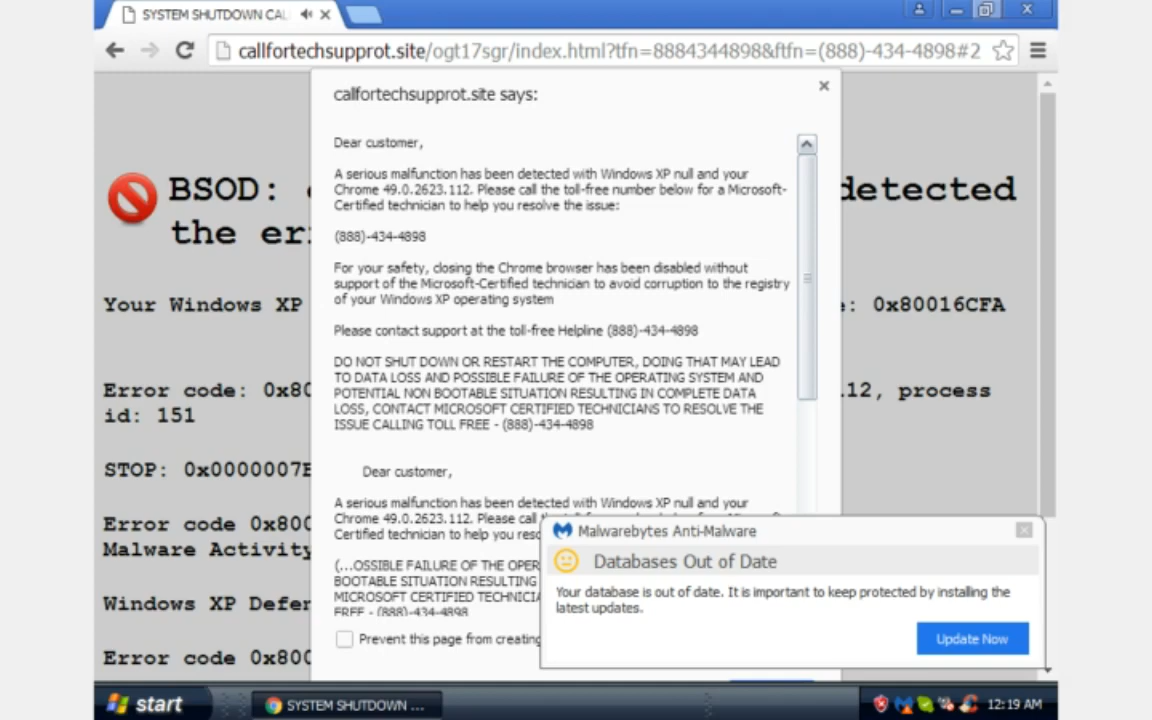 SYSTEM SHUTDOWN CAL
callfortechsupprot.site/ogt17sgr/index.html?tfn=8884344898&ftfn=(888)-434-4898#2
callfortechsupprot.site says:
Dear customer,
A serious malfunction has been detected with Windows XP null and your
Chrome 49.0.2623.112. Please call the toll-free number below for a Microsoft-
Certified technician to help you resolve the issue:
(888)-434-4898
For your safety, closing the Chrome browser has been disabled without
support of the Microsoft-Certified technician to avoid corruption to the registry
of your Windows XP operating system
Please contact support at the toll-free Helpline (888)-434-4898
DO NOT SHUT DOWN OR RESTART THE COMPUTER, DOING THAT MAY LEAD
TO DATA LOSS AND POSSIBLE FAILURE OF THE OPERATING SYSTEM AND
POTENTIAL NON BOOTABLE SITUATION RESULTING IN COMPLETE DATA
LOSS, CONTACT MICROSOFT CERTIFIED TECHNICIANS TO RESOLVE THE
ISSUE CALLING TOLL FREE - (888)-434-4898
Dear customer,
A serious malfunction has been detected with Windows XP null and your
Chrome 49.0.2623.112. Please call
Certified technician to help you reso
(...OSSIBLE FAILURE OF THE OPER
BOOTABLE SITUATION RESULTING
MICROSOFT CERTIFIED TECHNICIA
FREE - (888)-434-4898
Prevent this page from creating
BSOD: detected
the er
Your Windows XP : 0x80016CFA
Error code: 0x80 .12, process
id: 151
STOP: 0x0000007
Error code 0x800
Malware Activity
Windows XP Defer
Error code 0x800
Malwarebytes Anti-Malware
Databases Out of Date
Your database is out of date. It is important to keep protected by installing the
latest updates.
Update Now
start
SYSTEM SHUTDOWN ...
12:19 AM